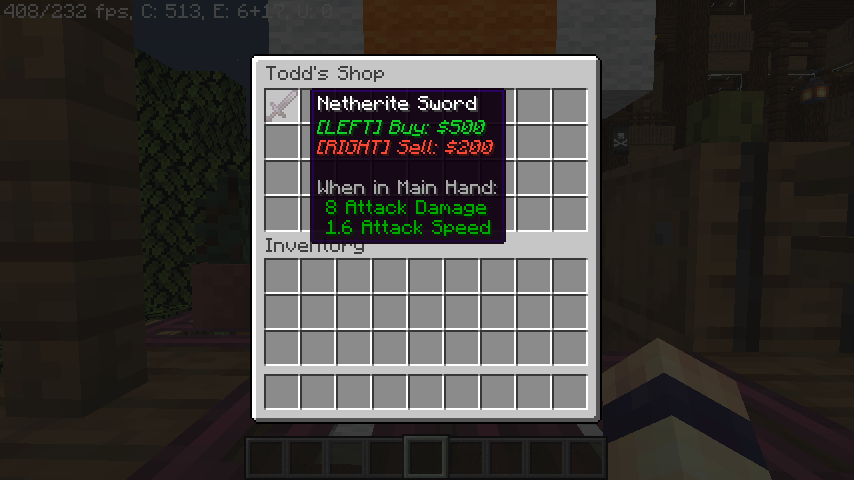 408/232 fps, C: 513, E: 6+17, U: 0
Todd's Shop
Netherite Sword
[LEFT] Buy: $500
[RIGHT] Sell: $200
When in Main Hand:
8 Attack Damage
1.6 Attack Speed
Inventory